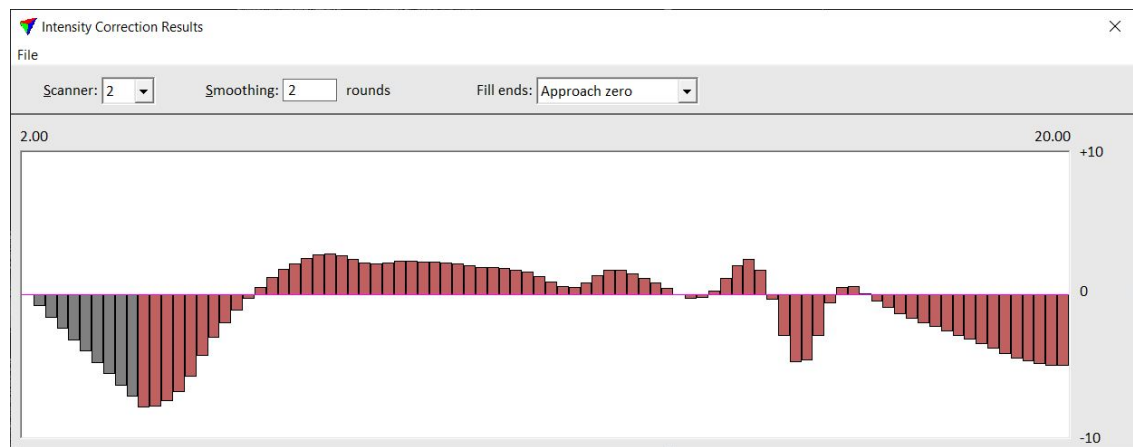 Intensity Correction Results
File
Scanner: 2 Smoothing: 2 rounds Fill ends: Approach zero
2.00 20.00
+10
0
-10